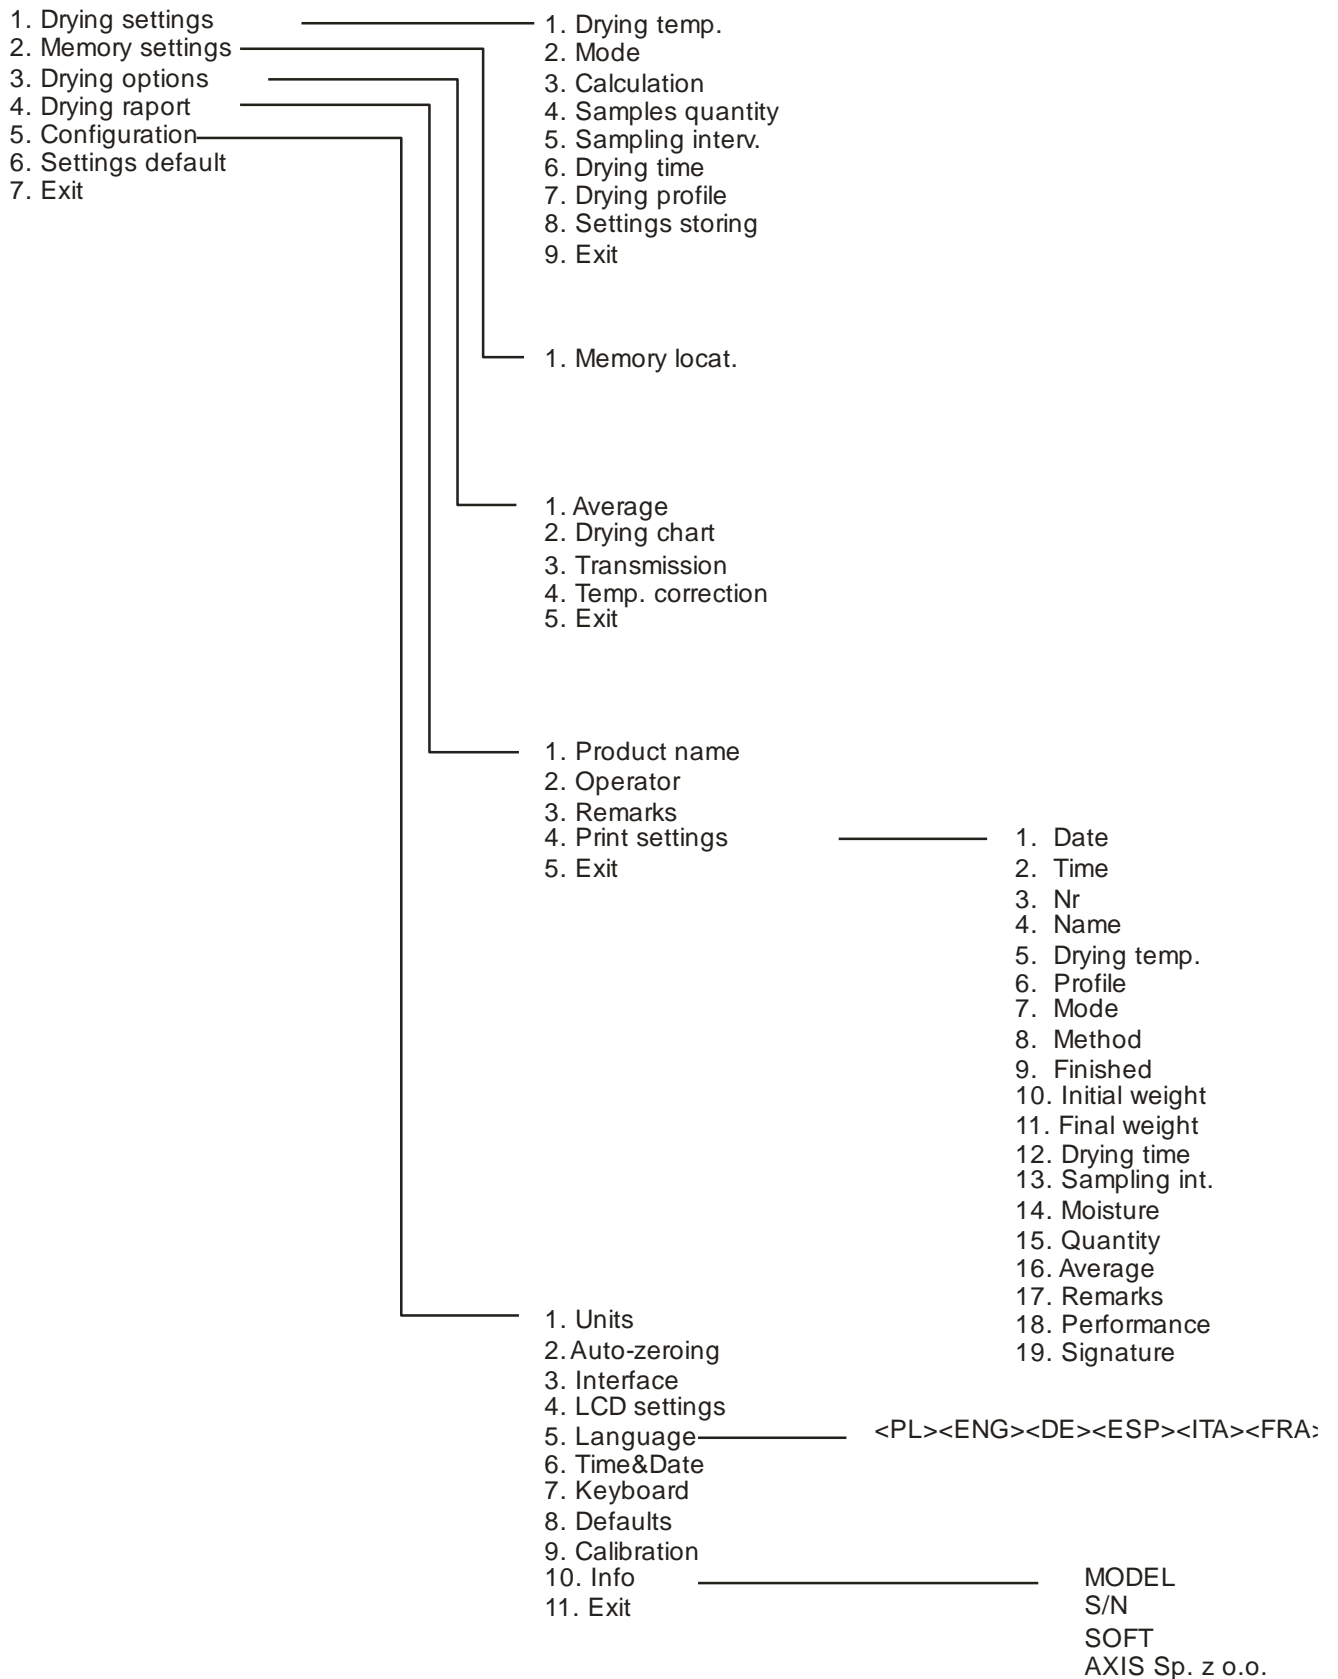 1. Drying settings
2. Memory settings
3. Drying options
4. Drying raport
5. Configuration
6. Settings default
7. Exit
1. Drying temp.
2. Mode
3. Calculation
4. Samples quantity
5. Sampling interv.
6. Drying time
7. Drying profile
8. Settings storing
9. Exit
1. Memory locat.
1. Average
2. Drying chart
3. Transmission
4. Temp. correction
5. Exit
1. Product name
2. Operator
3. Remarks
4. Print settings
5. Exit
1. Date
2. Time
3. Nr
4. Name
5. Drying temp.
6. Profile
7. Mode
8. Method
9. Finished
10. Initial weight
11. Final weight
12. Drying time
13. Sampling int.
14. Moisture
15. Quantity
16. Average
17. Remarks
18. Performance
19. Signature
1. Units
2. Auto-zeroing
3. Interface
4. LCD settings
5. Language
6. Time&Date
7. Keyboard
8. Defaults
9. Calibration
10. Info
11. Exit
<PL><ENG><DE><ESP><ITA><FRA>
MODEL
S/N
SOFT
AXIS Sp. z o.o.